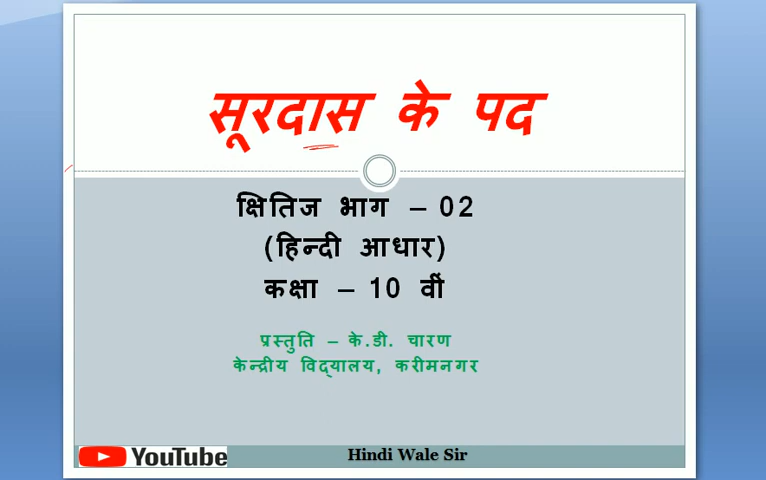 सूरदास के पद
क्षितिज भाग – 02
(हिन्दी आधार)
कक्षा – 10 वीं
प्रस्तुति – के.डी. चारण
केन्द्रीय विद्यालय, करीमनगर
YouTube
Hindi Wale Sir